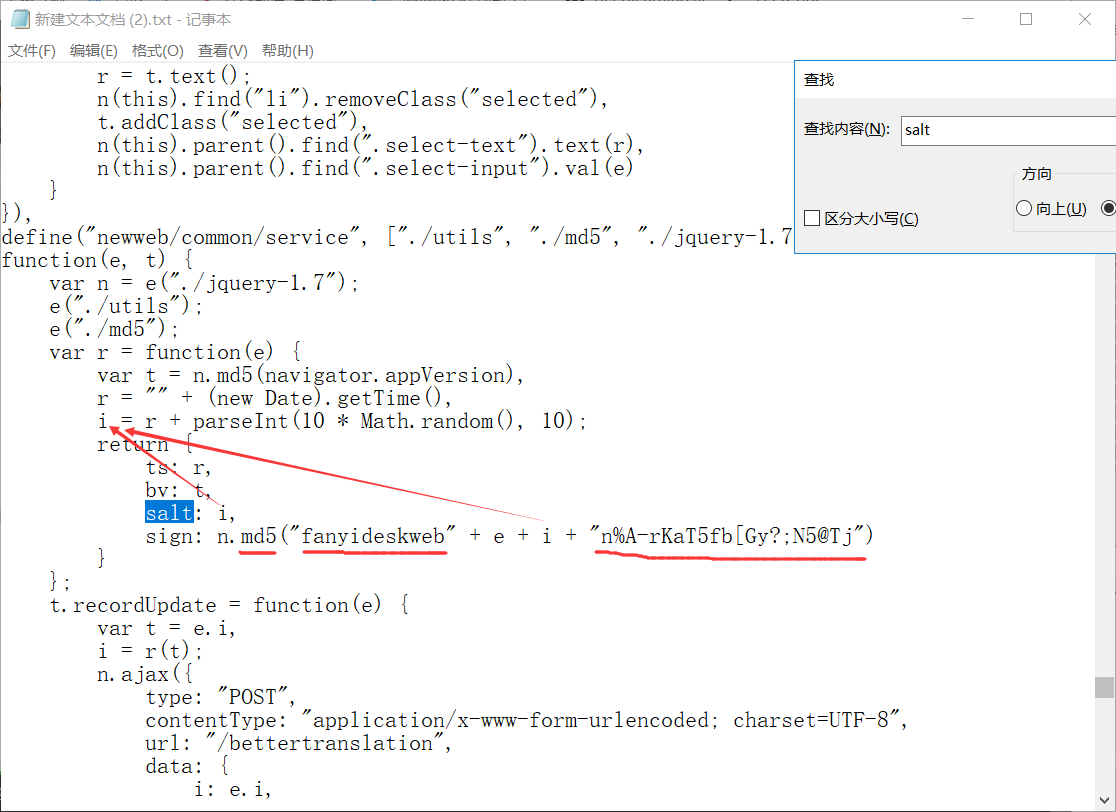 新建文本文档 (2).txt - 记事本
文件(F) 编辑(E) 格式(O) 查看(V) 帮助(H)
r = t.text();
n(this).find("li").removeClass("selected"),
t.addClass("selected"),
n(this).parent().find(".select-text").text(r),
n(this).parent().find(".select-input").val(e)
}
}),
define("newweb/common/service", ["./utils", "./md5", "./jquery-1.7
function(e, t) {
var n = e("./jquery-1.7");
e("./utils");
e("./md5");
var r = function(e) {
var t = n.md5(navigator.appVersion),
r = "" + (new Date).getTime(),
i = r + parseInt(10 * Math.random(), 10);
return {
ts: r,
bv: t,
salt: i,
sign: n.md5("fanyideskweb" + e + i + "n%A-rKaT5fb[Gy?;N5@Tj")
}
};
t.recordUpdate = function(e) {
var t = e.i,
i = r(t);
n.ajax({
type: "POST",
contentType: "application/x-www-form-urlencoded; charset=UTF-8",
url: "/bettertranslation",
data: {
i: e.i,
查找
查找内容(N): salt
方向
区分大小写(C)
向上(U)